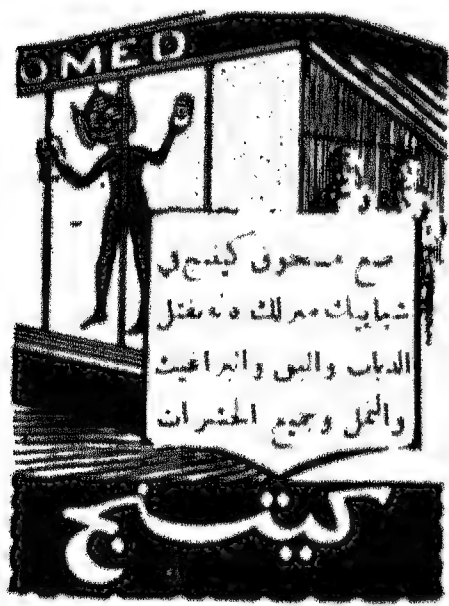 OMED
ضع مسحوق كيتنج في
شبابيك منزلك فانه يقتل
الذباب والبق والبراغيث
والنمل وجميع الحشرات
كيتنج